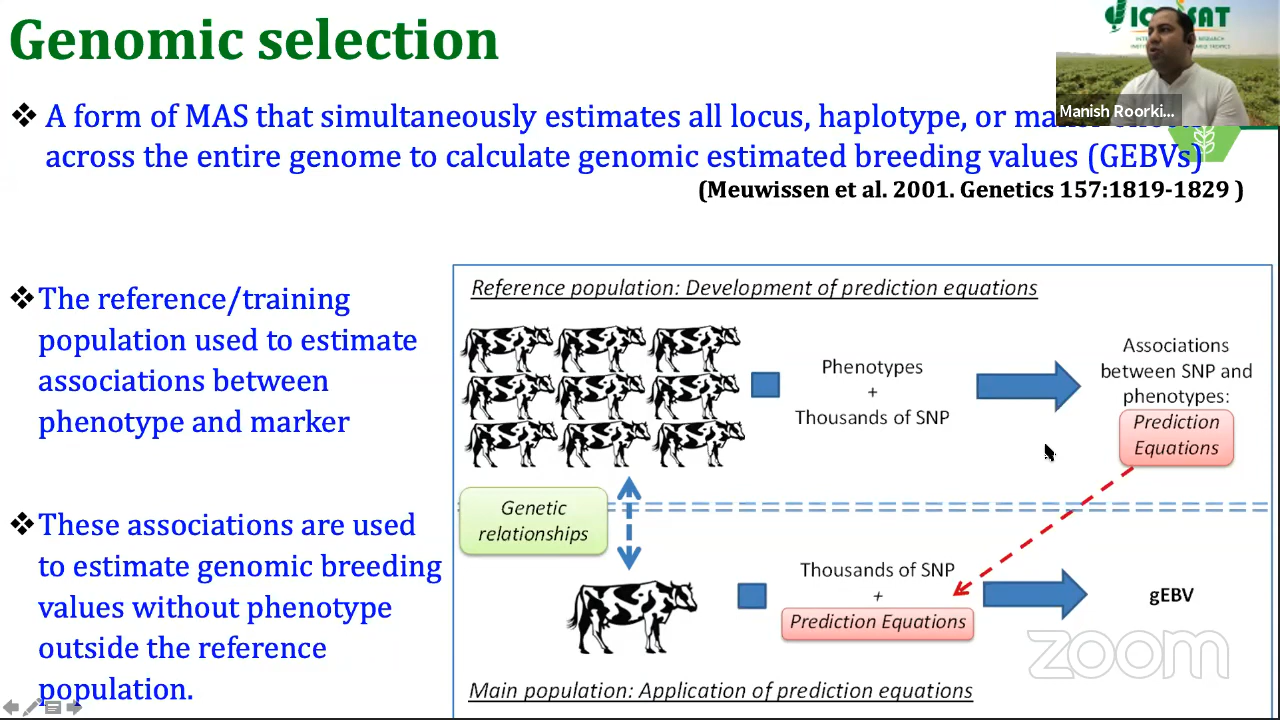 Genomic selection
A form of MAS that simultaneously estimates all locus, haplotype, or
across the entire genome to calculate genomic estimated breeding values (GEBVs)
(Meuwissen et al. 2001. Genetics 157:1819-1829 )
Manish Roorki...
The reference/training
population used to estimate
associations between
phenotype and marker
These associations are used
to estimate genomic breeding
values without phenotype
outside the reference
population.
Reference population: Development of prediction equations
Phenotypes
+
Thousands of SNP
Associations
between SNP and
phenotypes:
Prediction
Equations
Genetic
relationships
Thousands of SNP
+
Prediction Equations
gEBV
Main population: Application of prediction equations
zoom